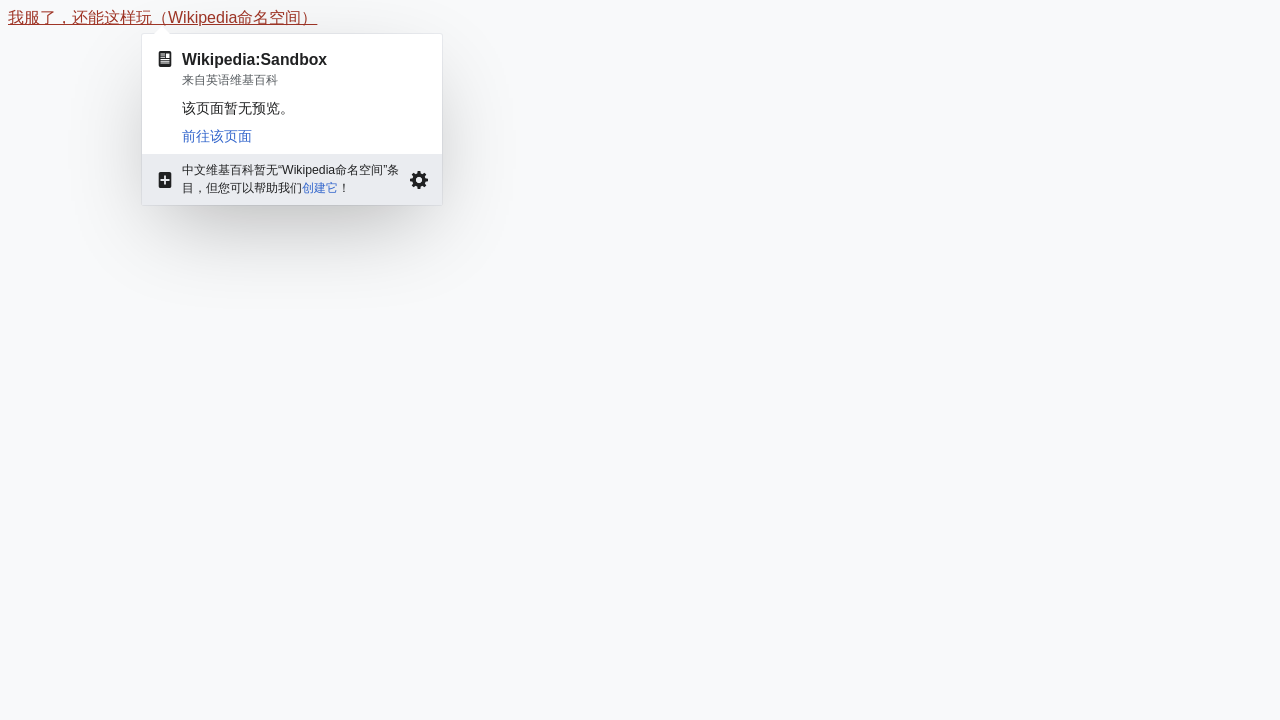 我服了，还能这样玩（Wikipedia命名空间）
Wikipedia:Sandbox
来自英语维基百科
该页面暂无预览。
前往该页面
中文维基百科暂无“Wikipedia命名空间”条
目，但您可以帮助我们创建它！